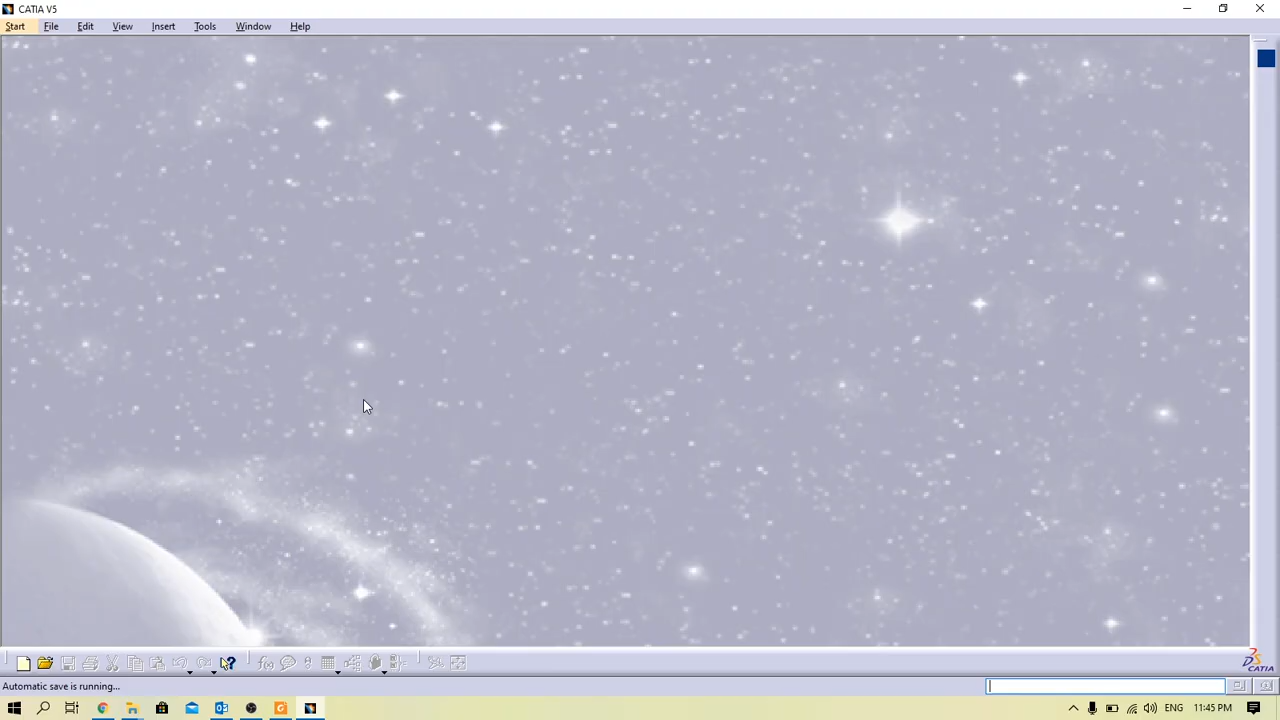 CATIA V5
Start File Edit View Insert Tools Window Help
f(x)
CATIA
Automatic save is running...
ENG 11:45 PM